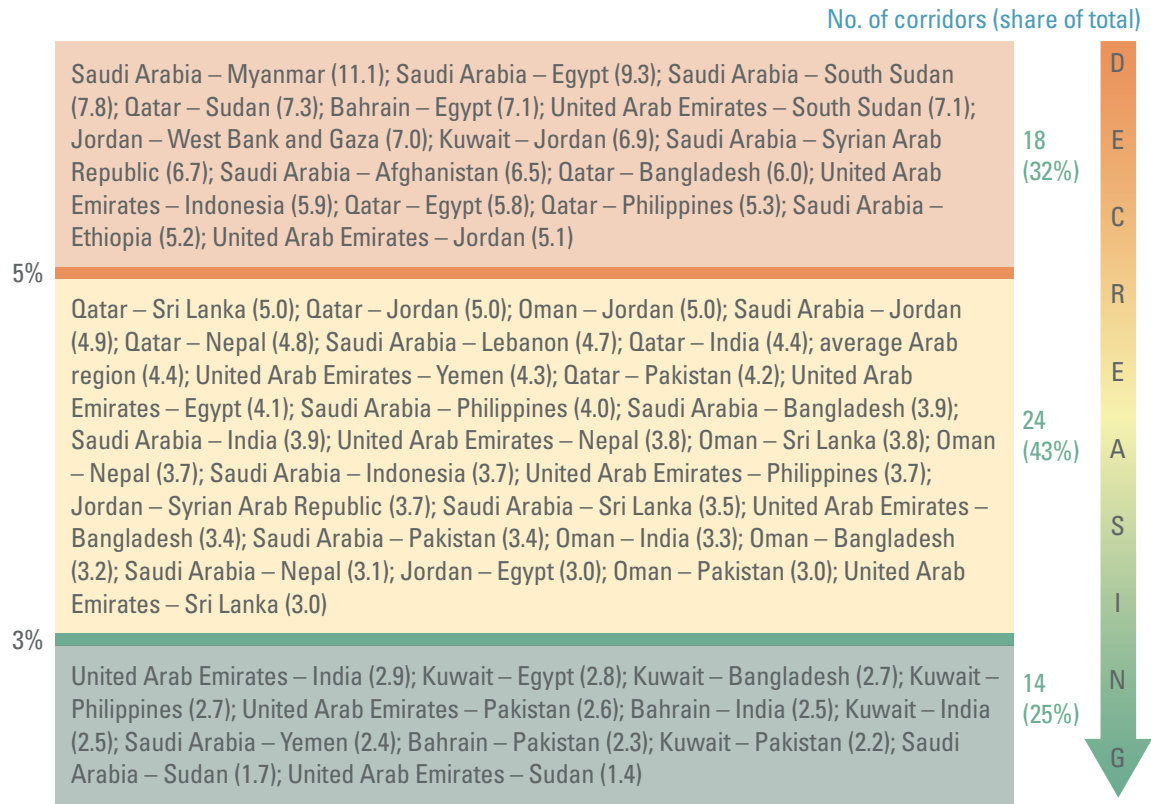 No. of corridors (share of total)
Saudi Arabia – Myanmar (11.1); Saudi Arabia – Egypt (9.3); Saudi Arabia – South Sudan
(7.8); Qatar – Sudan (7.3); Bahrain – Egypt (7.1); United Arab Emirates – South Sudan (7.1);
Jordan – West Bank and Gaza (7.0); Kuwait – Jordan (6.9); Saudi Arabia – Syrian Arab
Republic (6.7); Saudi Arabia – Afghanistan (6.5); Qatar – Bangladesh (6.0); United Arab
Emirates – Indonesia (5.9); Qatar – Egypt (5.8); Qatar – Philippines (5.3); Saudi Arabia –
Ethiopia (5.2); United Arab Emirates – Jordan (5.1)
18
(32%)
5%
Qatar – Sri Lanka (5.0); Qatar – Jordan (5.0); Oman – Jordan (5.0); Saudi Arabia – Jordan
(4.9); Qatar – Nepal (4.8); Saudi Arabia – Lebanon (4.7); Qatar – India (4.4); average Arab
region (4.4); United Arab Emirates – Yemen (4.3); Qatar – Pakistan (4.2); United Arab
Emirates – Egypt (4.1); Saudi Arabia – Philippines (4.0); Saudi Arabia – Bangladesh (3.9);
Saudi Arabia – India (3.9); United Arab Emirates – Nepal (3.8); Oman – Sri Lanka (3.8); Oman
– Nepal (3.7); Saudi Arabia – Indonesia (3.7); United Arab Emirates – Philippines (3.7);
Jordan – Syrian Arab Republic (3.7); Saudi Arabia – Sri Lanka (3.5); United Arab Emirates –
Bangladesh (3.4); Saudi Arabia – Pakistan (3.4); Oman – India (3.3); Oman – Bangladesh
(3.2); Saudi Arabia – Nepal (3.1); Jordan – Egypt (3.0); Oman – Pakistan (3.0); United Arab
Emirates – Sri Lanka (3.0)
24
(43%)
3%
United Arab Emirates – India (2.9); Kuwait – Egypt (2.8); Kuwait – Bangladesh (2.7); Kuwait –
Philippines (2.7); United Arab Emirates – Pakistan (2.6); Bahrain – India (2.5); Kuwait – India
(2.5); Saudi Arabia – Yemen (2.4); Bahrain – Pakistan (2.3); Kuwait – Pakistan (2.2); Saudi
Arabia – Sudan (1.7); United Arab Emirates – Sudan (1.4)
14
(25%)
D
E
C
R
E
A
S
I
N
G